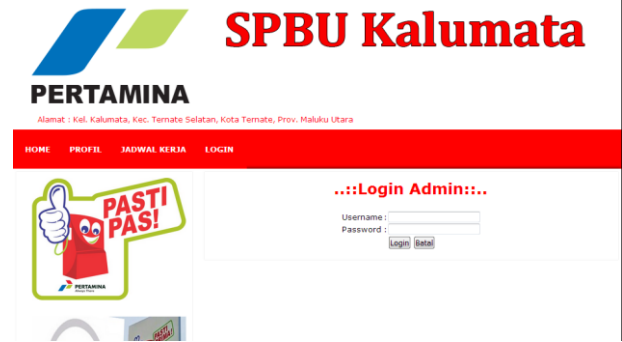 SPBU Kalumata
PERTAMINA
Alamat : Kel. Kalumata, Kec. Ternate Selatan, Kota Ternate, Prov. Maluku Utara
HOME PROFIL JADWAL KERJA LOGIN
..::Login Admin::..
Username :
Password :
Login Batal
PASTI
PAS!
PERTAMINA
PASTI